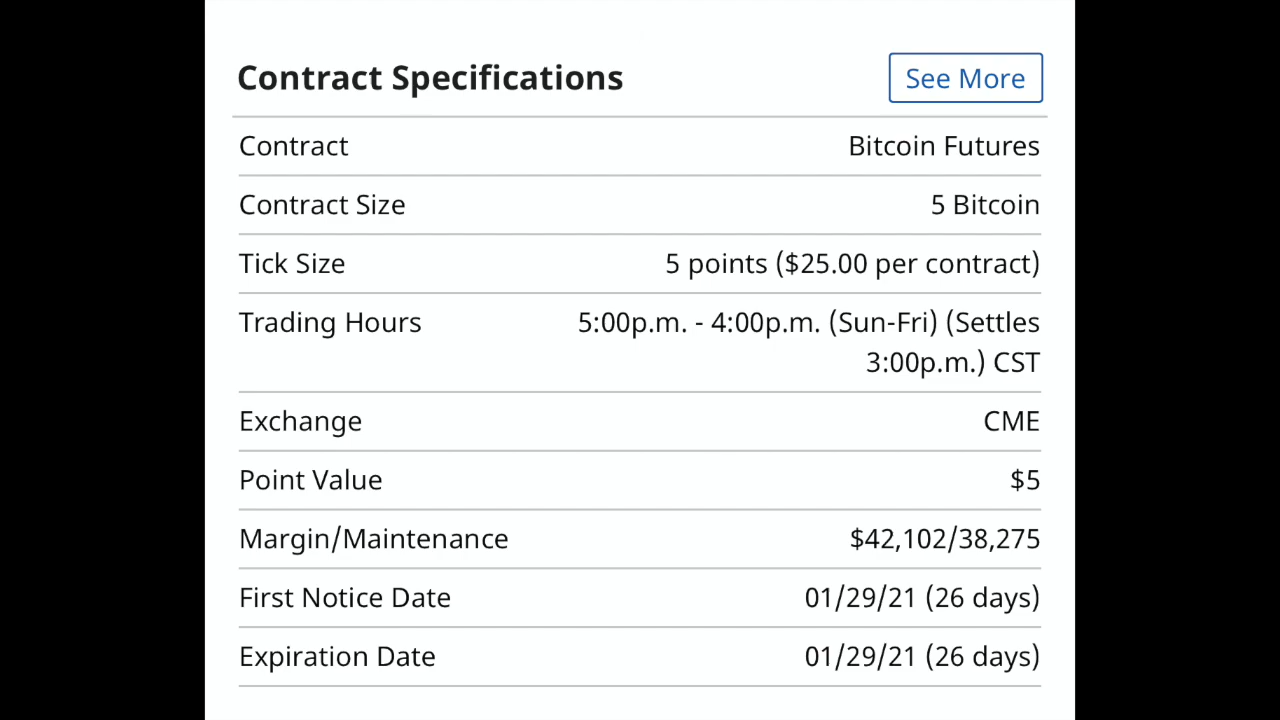 Contract Specifications See More
Contract Bitcoin Futures
Contract Size 5 Bitcoin
Tick Size 5 points ($25.00 per contract)
Trading Hours 5:00p.m. - 4:00p.m. (Sun-Fri) (Settles
3:00p.m.) CST
Exchange CME
Point Value $5
Margin/Maintenance $42,102/38,275
First Notice Date 01/29/21 (26 days)
Expiration Date 01/29/21 (26 days)